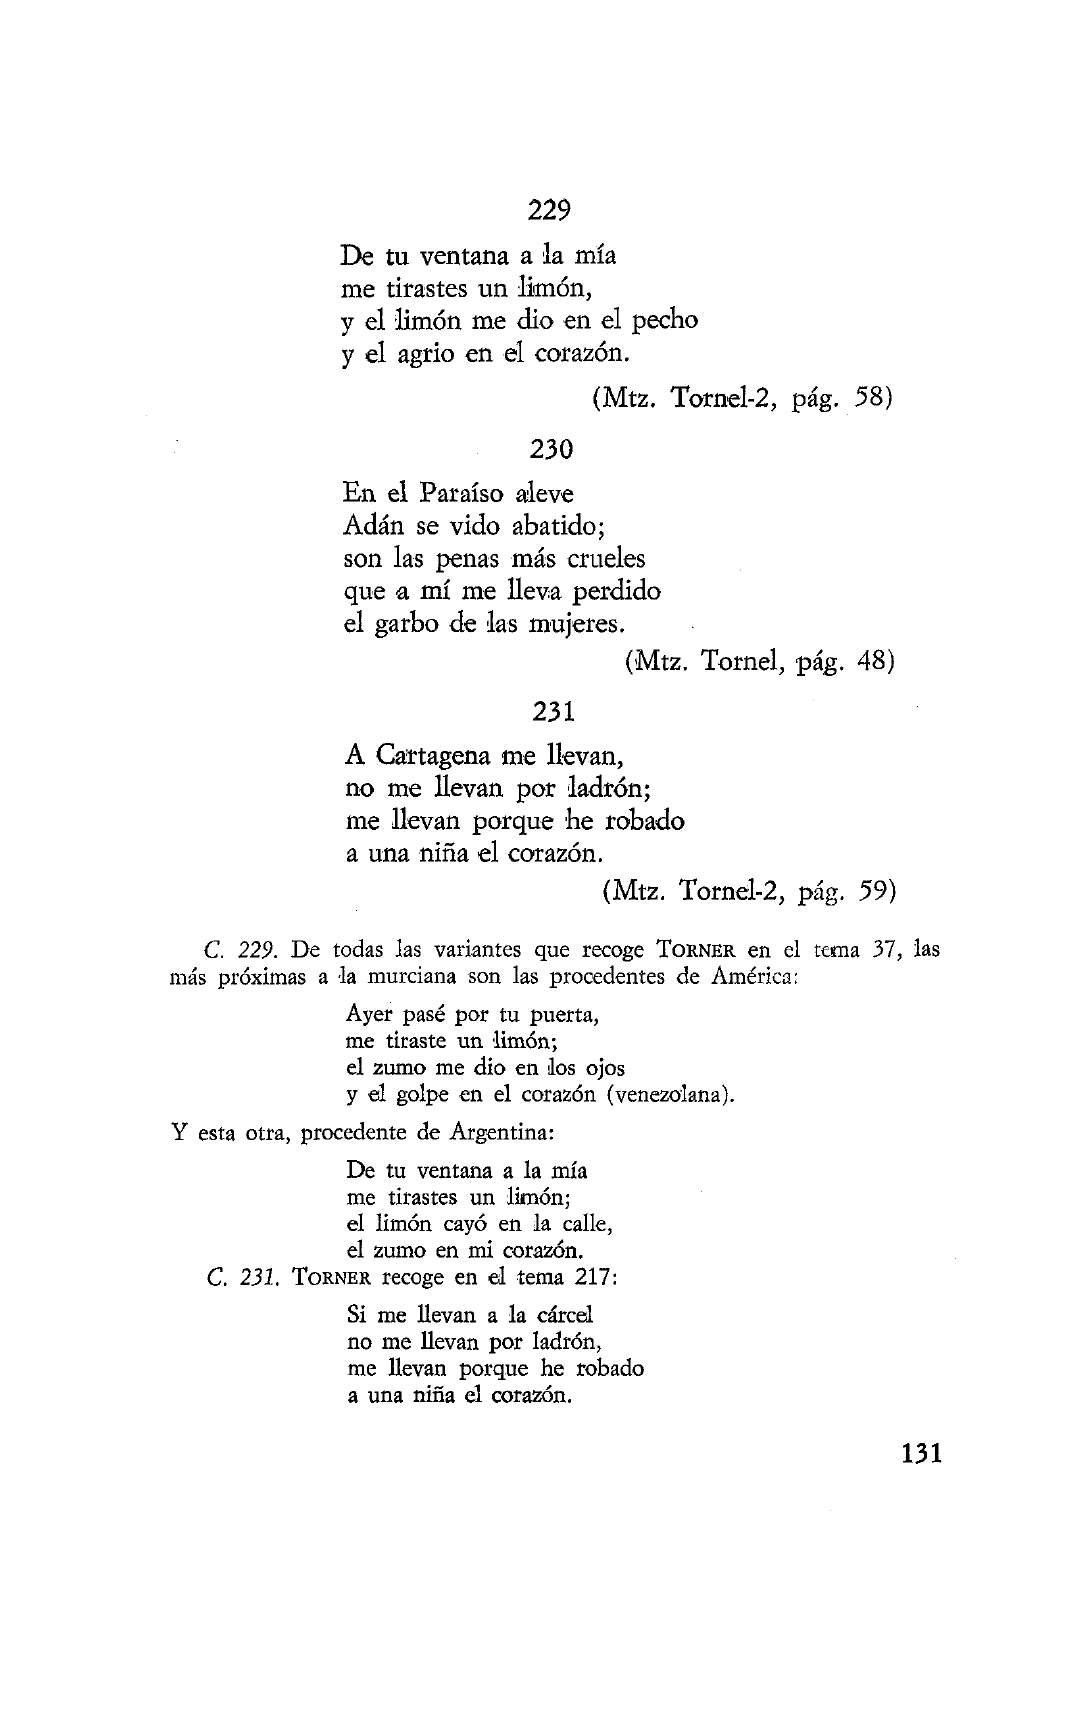 229
De tu ventana a la mía
me tirastes un limón,
y el limón me dio en el pecho
y el agrio en el corazón.
(Mtz. Tornel-2, pág. 58)
230
En el Paraíso aleve
Adán se vido abatido;
son las penas más crueles
que a mí me lleva perdido
el garbo de las mujeres.
(Mtz. Tornel, pág. 48)
231
A Cartagena me llevan,
no me llevan por ladrón;
me llevan porque he robado
a una niña el corazón.
(Mtz. Tornel-2, pág. 59)
C. 229. De todas las variantes que recoge TORNER en el tema 37, las
más próximas a la murciana son las procedentes de América:
Ayer pasé por tu puerta,
me tiraste un limón;
el zumo me dio en los ojos
y el golpe en el corazón (venezolana).
Y esta otra, procedente de Argentina:
De tu ventana a la mía
me tirastes un limón;
el limón cayó en la calle,
el zumo en mi corazón.
C. 231. TORNER recoge en el tema 217:
Si me llevan a la cárcel
no me llevan por ladrón,
me llevan porque he robado
a una niña el corazón.
131